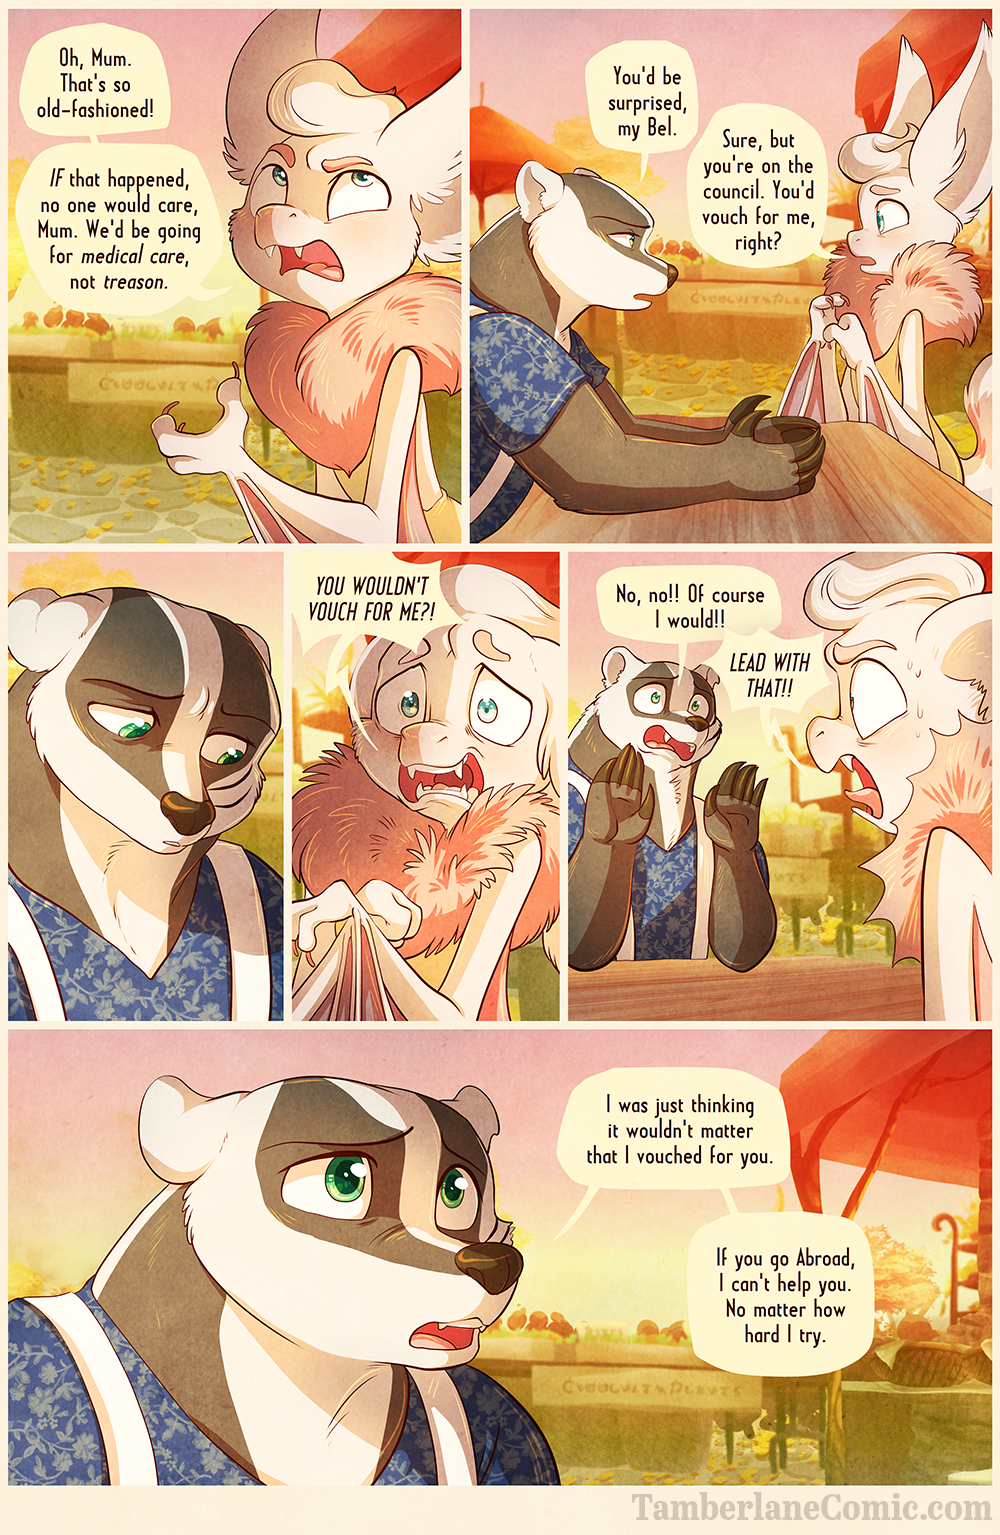 Oh, Mum.
That's so
old-fashioned!
IF that happened,
no one would care,
Mum. We'd be going
for medical care,
not treason.
You'd be
surprised,
my Bel.
Sure, but
you're on the
council. You'd
vouch for me,
right?
YOU WOULDN'T
VOUCH FOR ME?!
No, no!! Of course
I would!!
LEAD WITH
THAT!!
I was just thinking
it wouldn't matter
that I vouched for you.
If you go Abroad,
I can't help you.
No matter how
hard I try.
TamberlaneComic.com